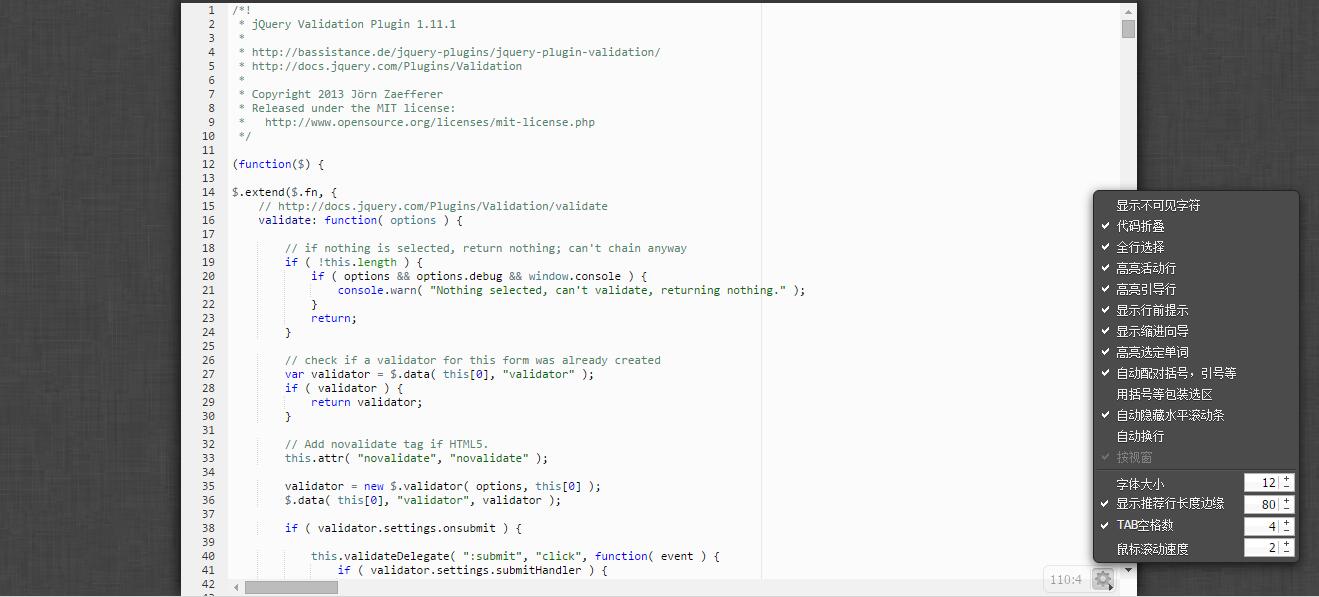 1 /*!
2  * jQuery Validation Plugin 1.11.1
3  *
4  * http://bassistance.de/jquery-plugins/jquery-plugin-validation/
5  * http://docs.jquery.com/Plugins/Validation
6  *
7  * Copyright 2013 Jörn Zaefferer
8  * Released under the MIT license:
9  *   http://www.opensource.org/licenses/mit-license.php
10  */
11
12 (function($) {
13
14 $.extend($.fn, {
15     // http://docs.jquery.com/Plugins/Validation/validate
16     validate: function( options ) {
17
18         // if nothing is selected, return nothing; can't chain anyway
19         if ( !this.length ) {
20             if ( options && options.debug && window.console ) {
21                 console.warn( "Nothing selected, can't validate, returning nothing." );
22             }
23             return;
24         }
25
26         // check if a validator for this form was already created
27         var validator = $.data( this[0], "validator" );
28         if ( validator ) {
29             return validator;
30         }
31
32         // Add novalidate tag if HTML5.
33         this.attr( "novalidate", "novalidate" );
34
35         validator = new $.validator( options, this[0] );
36         $.data( this[0], "validator", validator );
37
38         if ( validator.settings.onsubmit ) {
39
40             this.validateDelegate( ":submit", "click", function( event ) {
41                 if ( validator.settings.submitHandler ) {
42
110:4
显示不可见字符
✓ 代码折叠
✓ 全行选择
✓ 高亮活动行
✓ 高亮引导行
✓ 显示行前提示
✓ 显示缩进向导
✓ 高亮选定单词
✓ 自动配对括号，引号等
用括号等包装选区
✓ 自动隐藏水平滚动条
自动换行
✓ 按视窗
字体大小 12
✓ 显示推荐行长度边缘 80
✓ TAB空格数 4
鼠标滚动速度 2